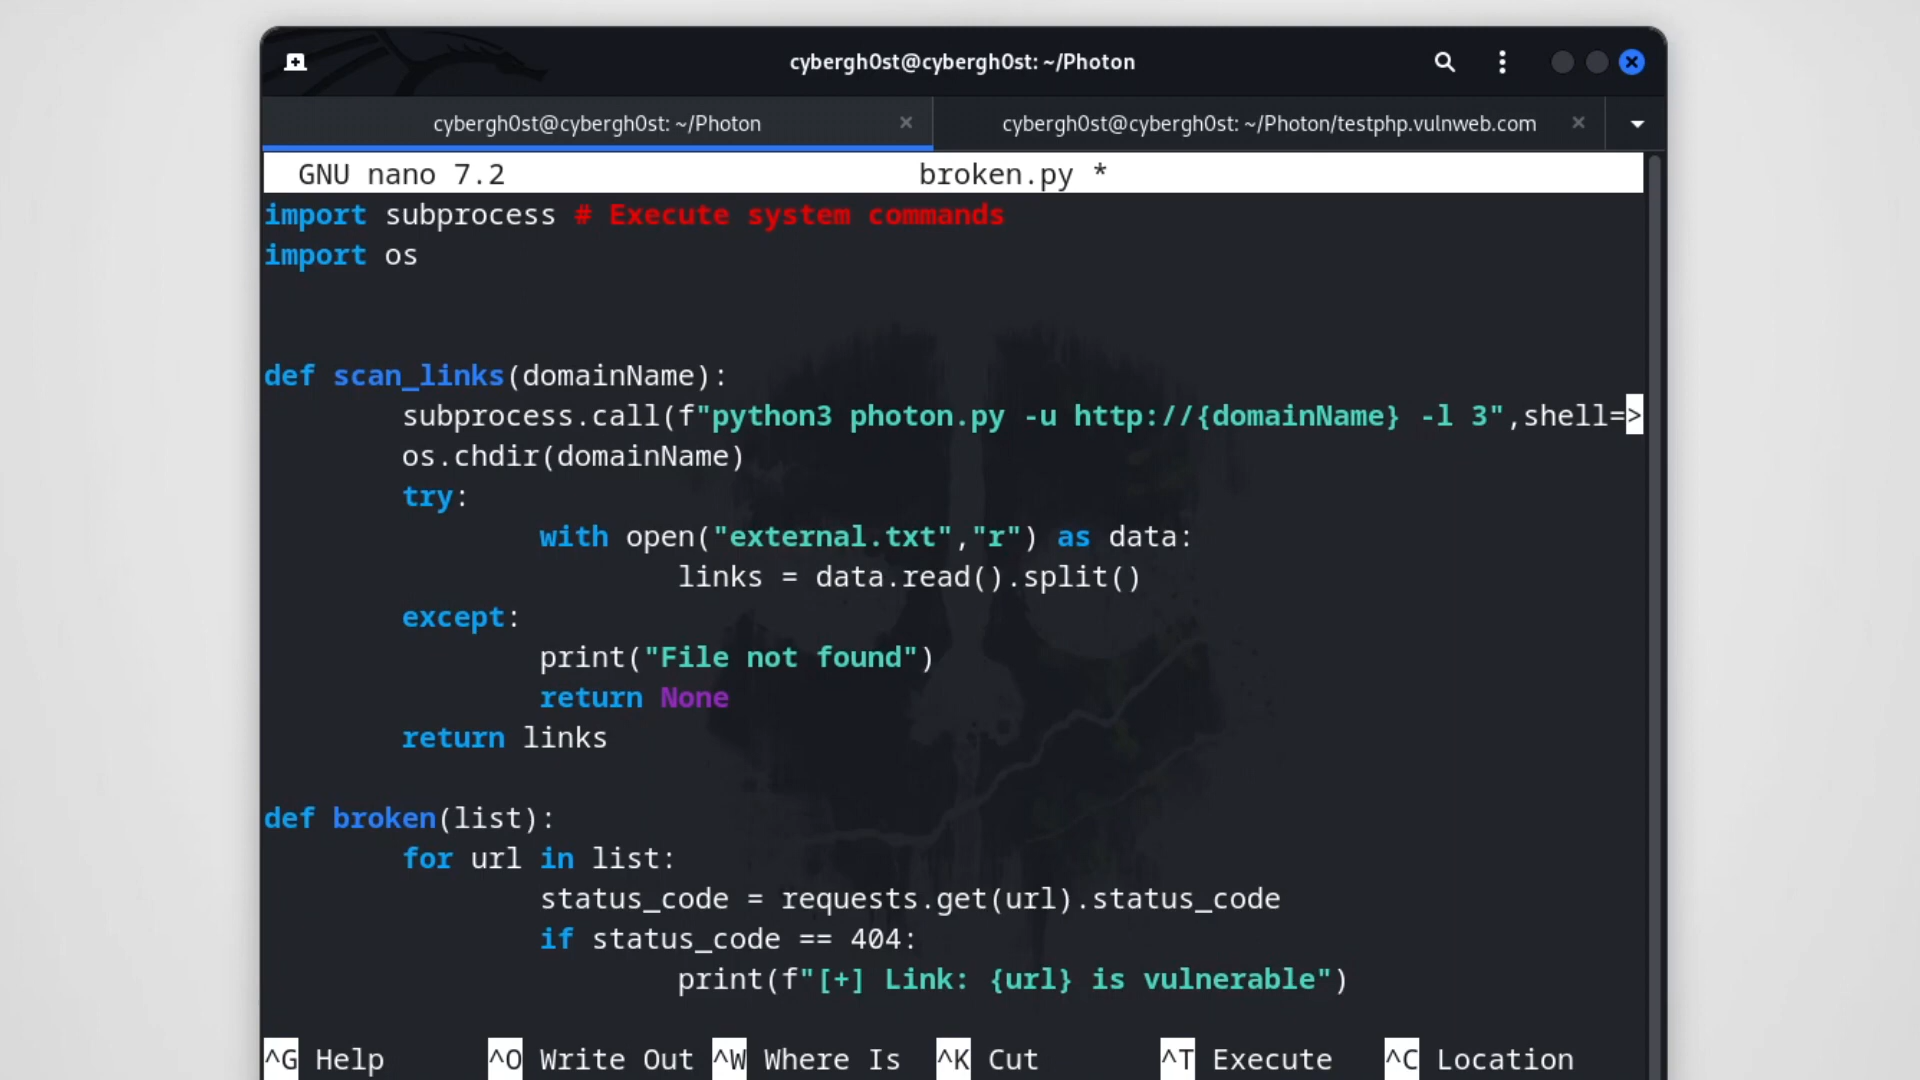 cybergh0st@cybergh0st: ~/Photon
cybergh0st@cybergh0st: ~/Photon
cybergh0st@cybergh0st: ~/Photon/testphp.vulnweb.com
GNU nano 7.2 broken.py *
import subprocess # Execute system commands
import os
def scan_links(domainName):
subprocess.call(f"python3 photon.py -u http://{domainName} -l 3",shell=>
os.chdir(domainName)
try:
with open("external.txt","r") as data:
links = data.read().split()
except:
print("File not found")
return None
return links
def broken(list):
for url in list:
status_code = requests.get(url).status_code
if status_code == 404:
print(f"[+] Link: {url} is vulnerable")
^G Help ^O Write Out ^W Where Is ^K Cut ^T Execute ^C Location